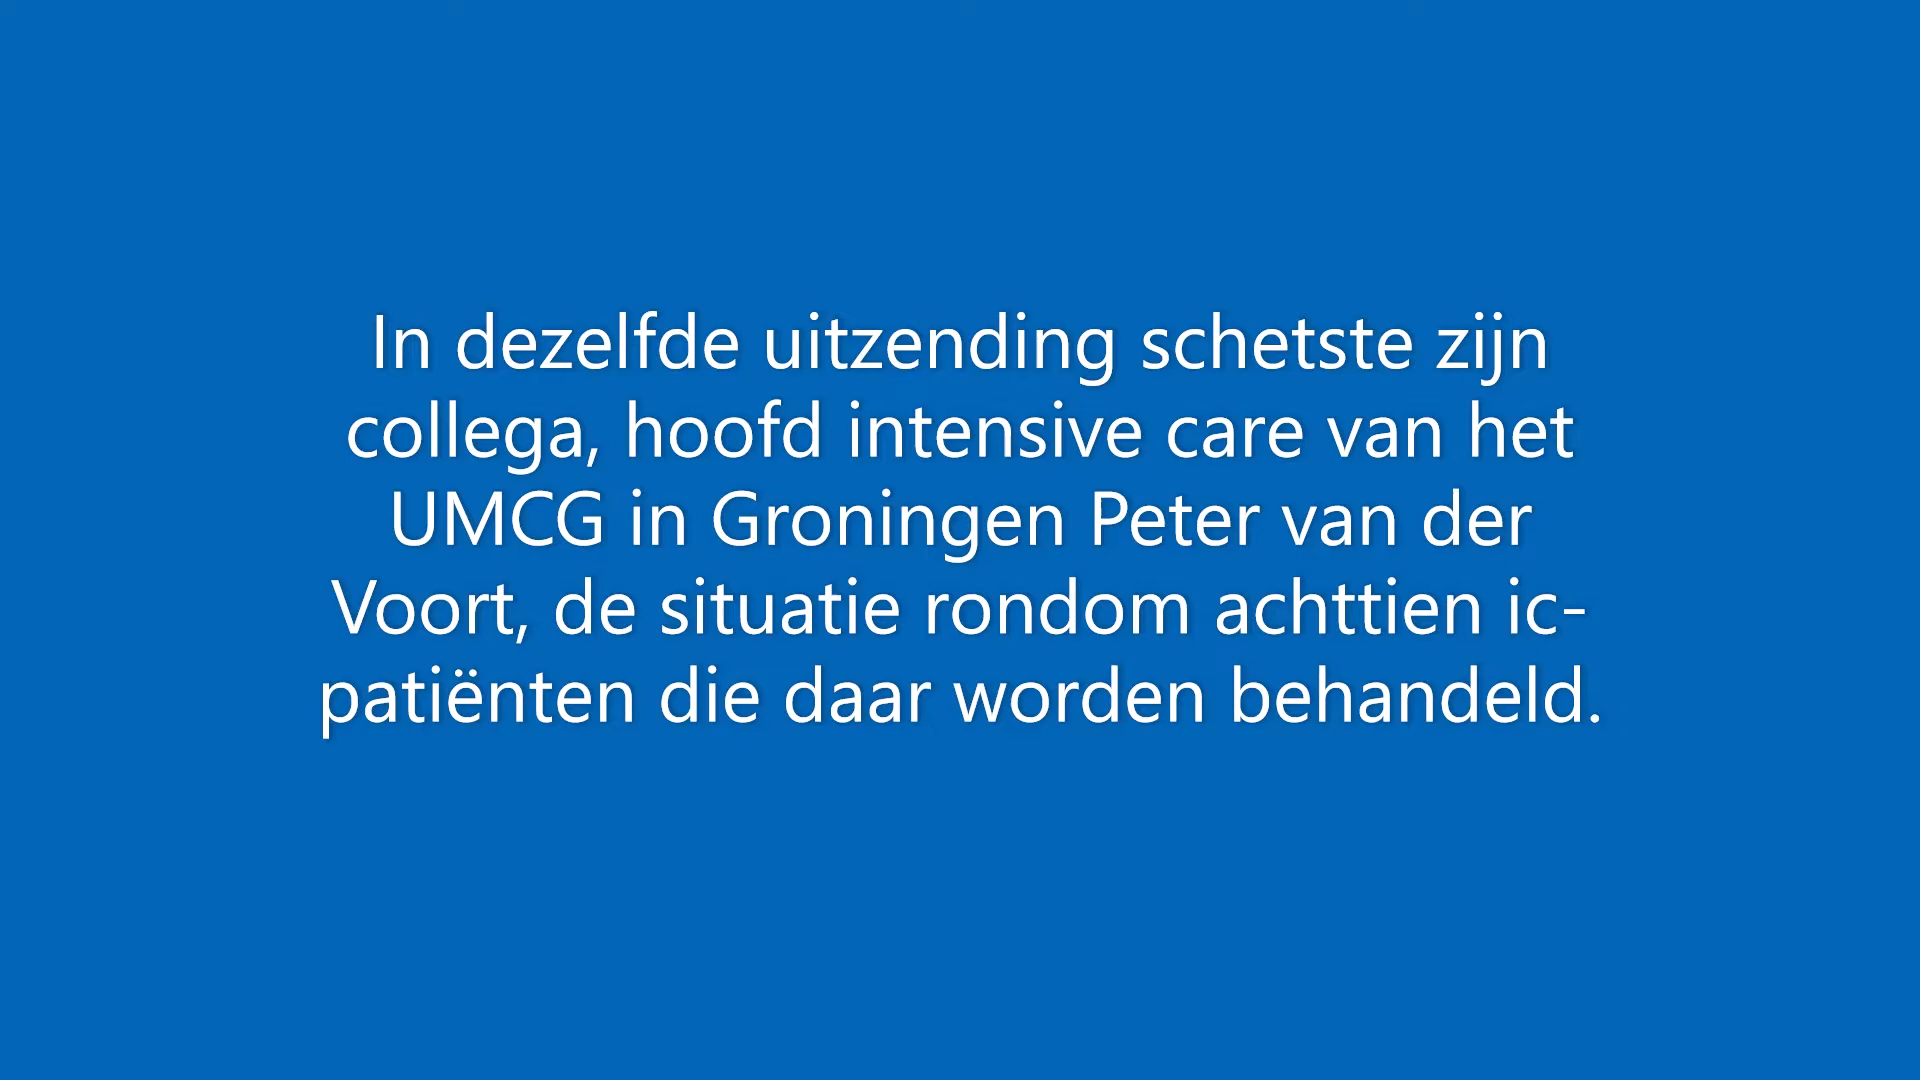 In dezelfde uitzending schetste zijn
collega, hoofd intensive care van het
UMCG in Groningen Peter van der
Voort, de situatie rondom achttien ic-
patiënten die daar worden behandeld.